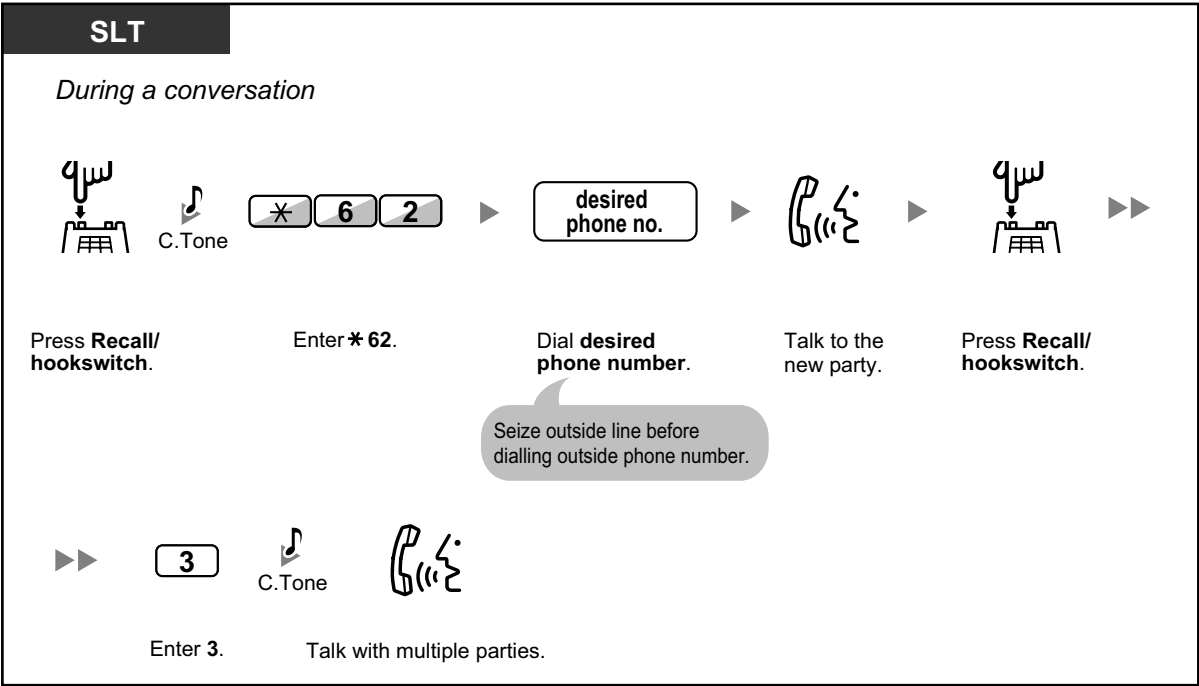 SLT
During a conversation
C.Tone
* 6 2
desired
phone no.
Press Recall/
hookswitch.
Enter * 62.
Dial desired
phone number.
Talk to the
new party.
Press Recall/
hookswitch.
Seize outside line before
dialling outside phone number.
3
C.Tone
Enter 3.
Talk with multiple parties.